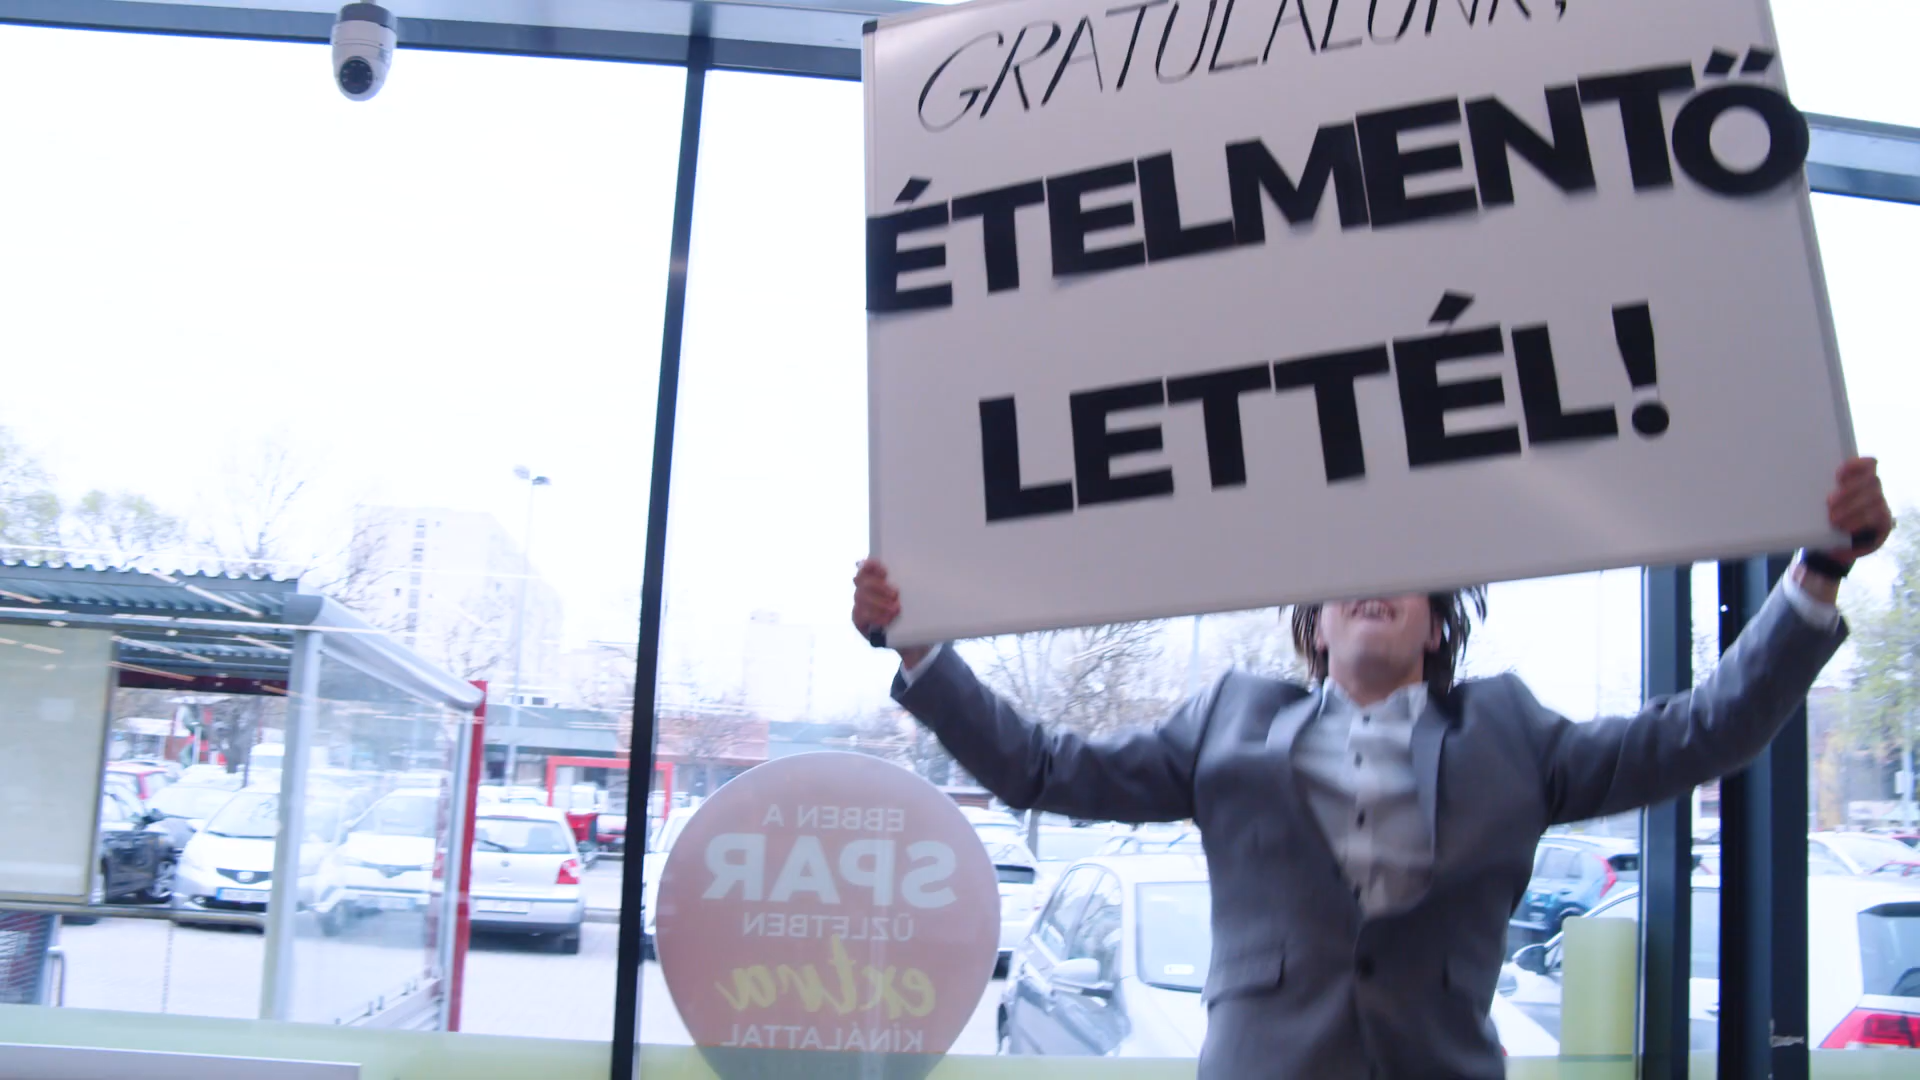 GRATULÁLUNK,
ÉTELMENTŐ
LETTÉL!
EBBEN A
SPAR
ÜZLETBEN
extra
KÍNÁLATTAL